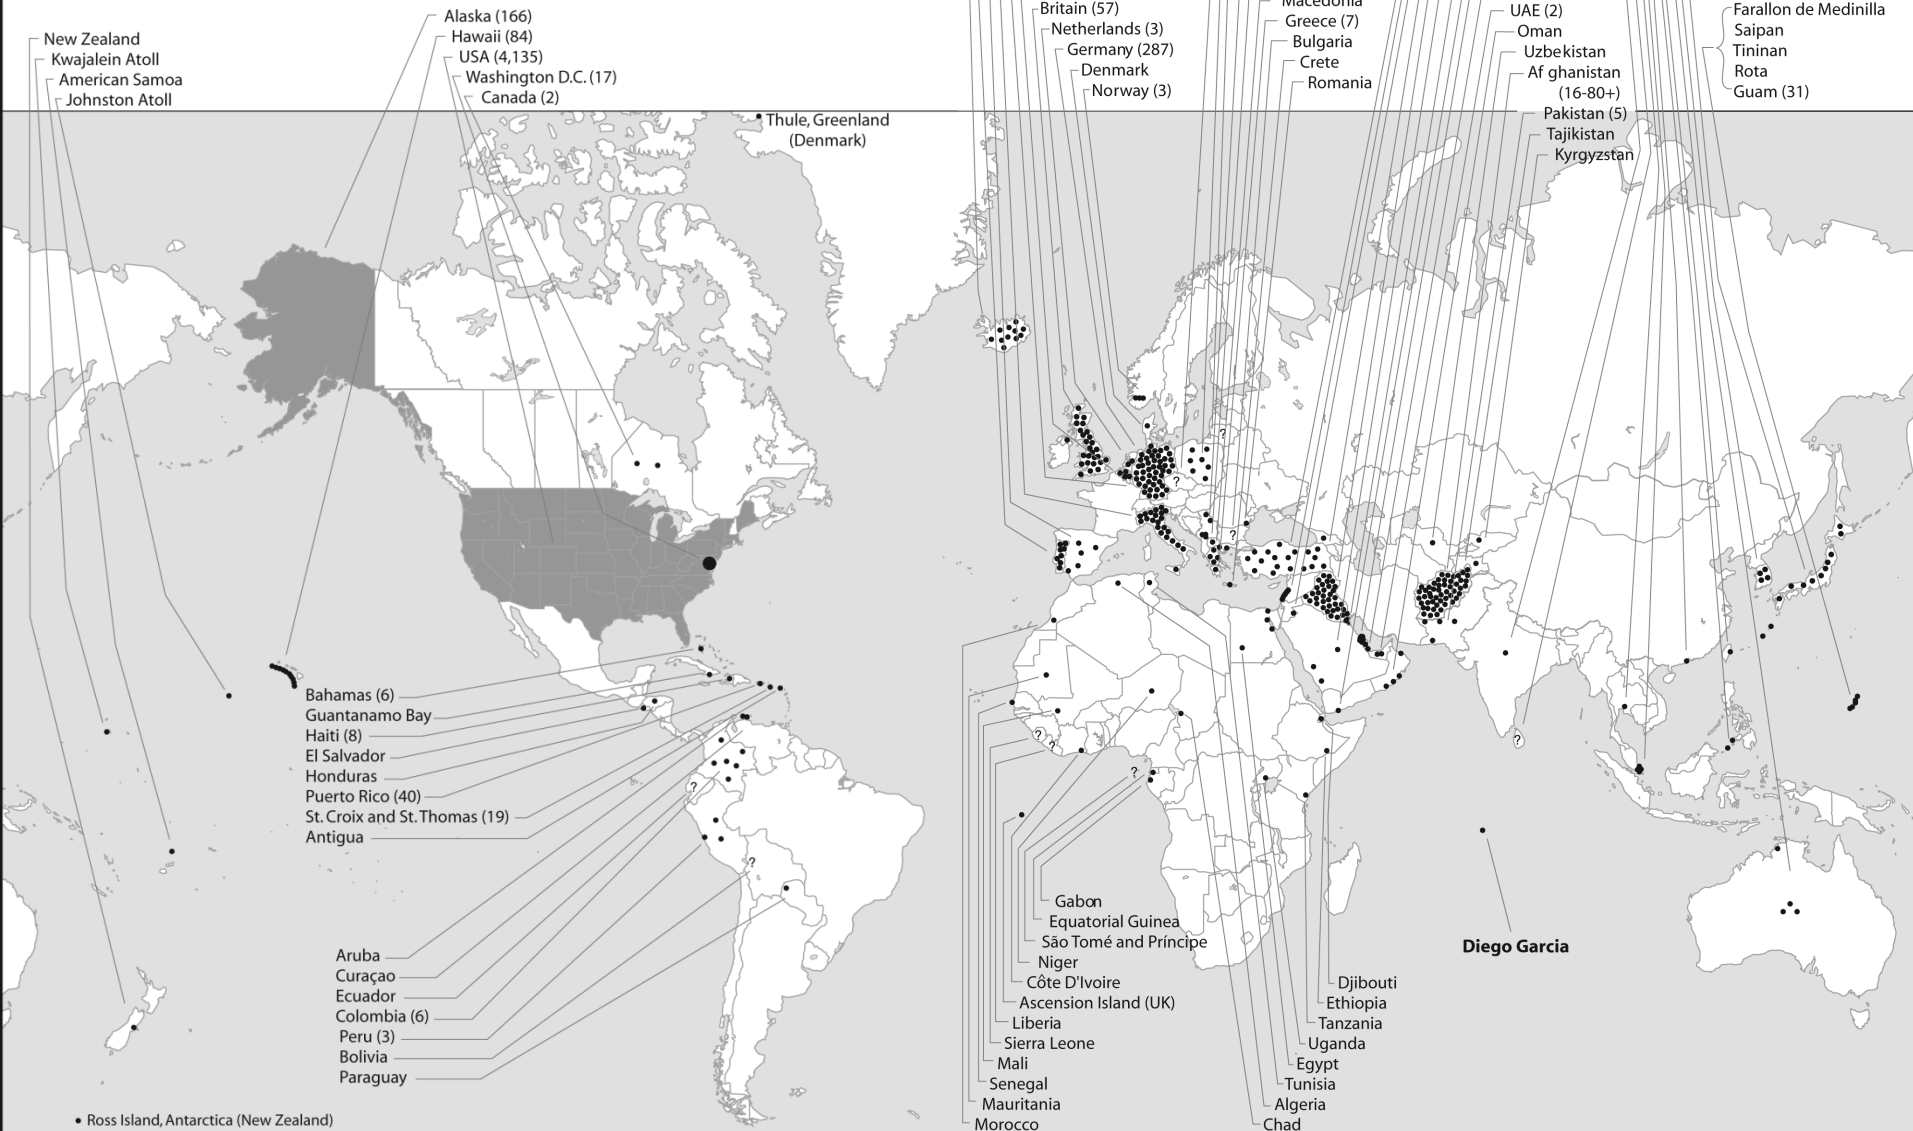 New Zealand
Kwajalein Atoll
American Samoa
Johnston Atoll
Alaska (166)
Hawaii (84)
USA (4,135)
Washington D.C. (17)
Canada (2)
Thule, Greenland
(Denmark)
Britain (57)
Netherlands (3)
Germany (287)
Denmark
Norway (3)
Macedonia
Greece (7)
Bulgaria
Crete
Romania
UAE (2)
Oman
Uzbekistan
Af ghanistan
(16-80+)
Pakistan (5)
Tajikistan
Kyrgyzstan
Farallon de Medinilla
Saipan
Tininan
Rota
Guam (31)
?
?
?
?
?
?
?
?
?
Bahamas (6)
Guantanamo Bay
Haiti (8)
El Salvador
Honduras
Puerto Rico (40)
St. Croix and St. Thomas (19)
Antigua
Aruba
Curaçao
Ecuador
Colombia (6)
Peru (3)
Bolivia
Paraguay
Gabon
Equatorial Guinea
São Tomé and Príncipe
Niger
Côte D'Ivoire
Ascension Island (UK)
Liberia
Sierra Leone
Mali
Senegal
Mauritania
Morocco
Djibouti
Ethiopia
Tanzania
Uganda
Egypt
Tunisia
Algeria
Chad
Diego Garcia
Ross Island, Antarctica (New Zealand)